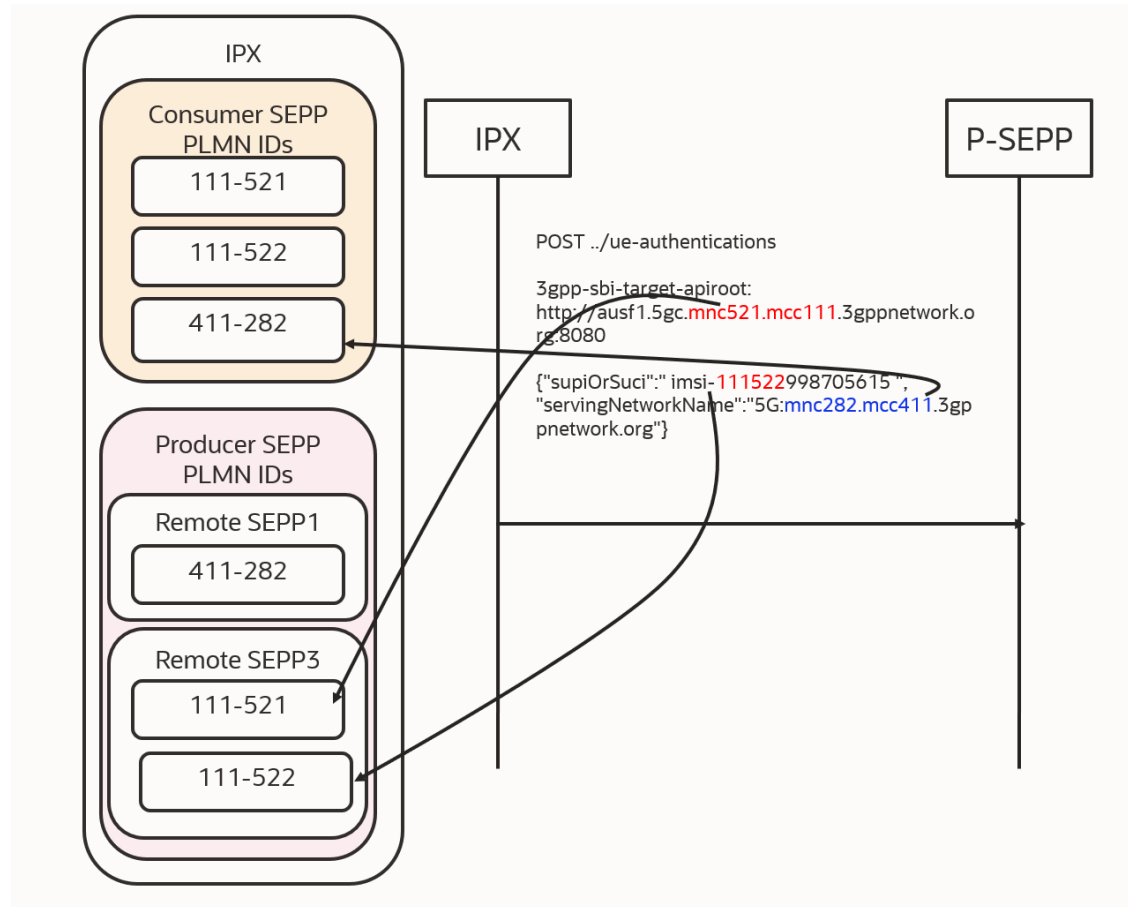 IPX
Consumer SEPP
PLMN IDs
111-521
111-522
411-282
Producer SEPP
PLMN IDs
Remote SEPP1
411-282
Remote SEPP3
111-521
111-522
IPX
P-SEPP
POST ../ue-authentications
3gpp-sbi-target-apiroot:
http://ausf1.5gc.mnc521.mcc111.3gppnetwork.o
rg:8080
{"supiOrSuci":" imsi-111522998705615 ",
"servingNetworkName":"5G:mnc282.mcc411.3gp
pnetwork.org"}